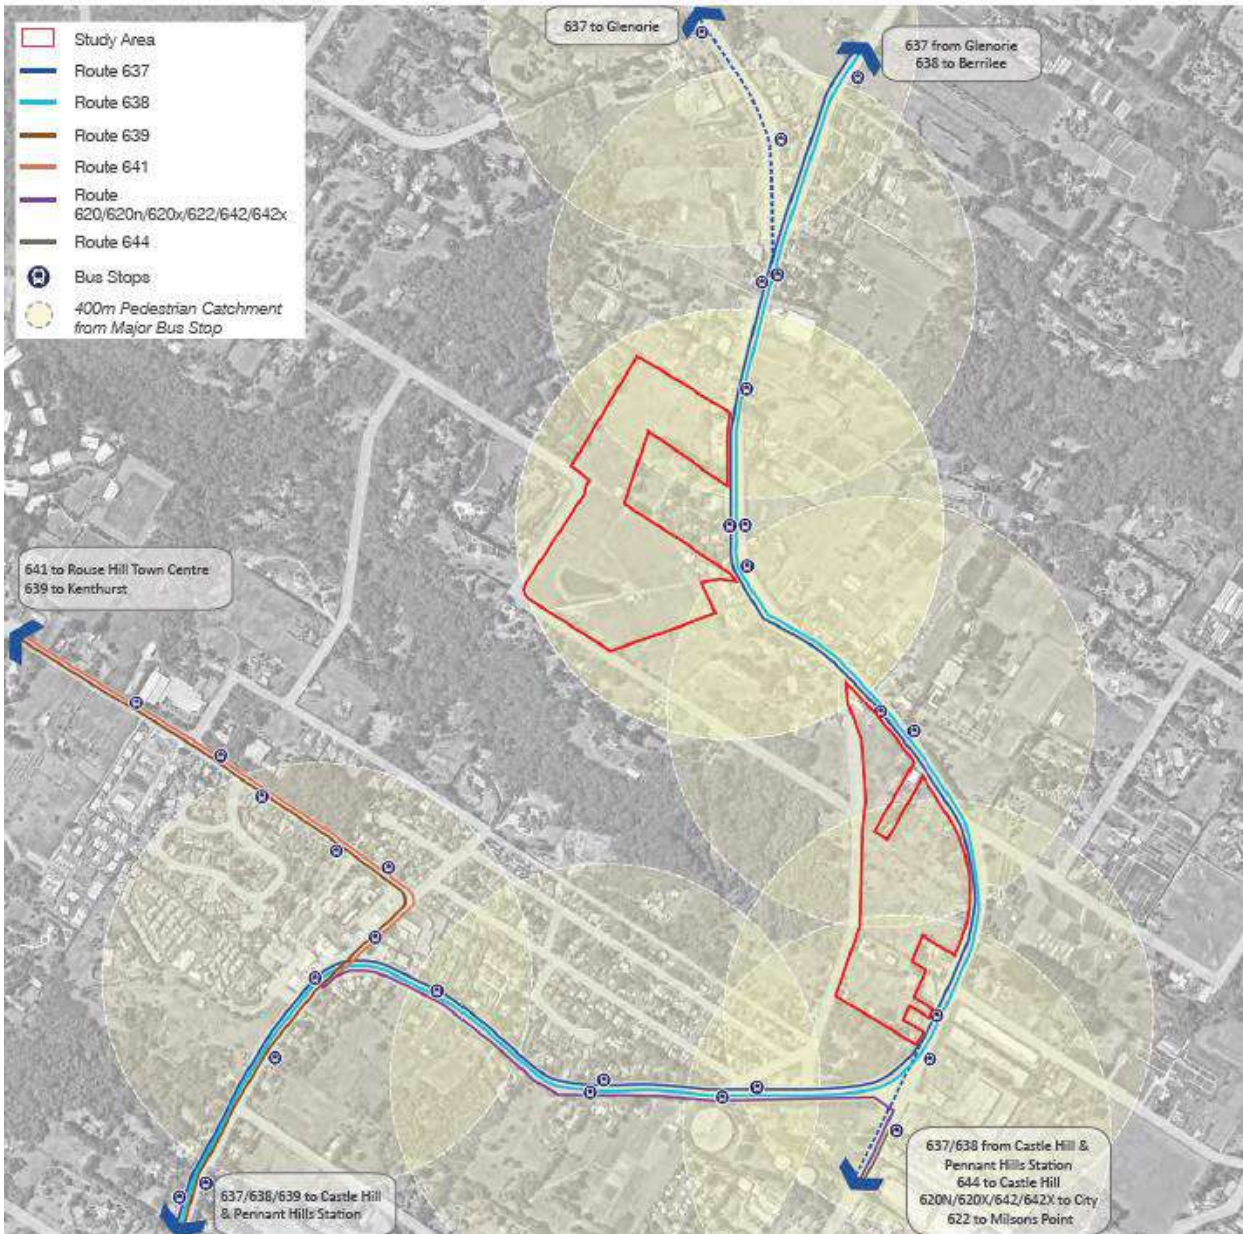 637 to Glenorie
637 from Glenorie
638 to Berrilee
Study Area
Route 637
Route 638
Route 639
Route 641
Route
620/620n/620x/622/642/642x
Route 644
Bus Stops
400m Pedestrian Catchment
from Major Bus Stop
641 to Rouse Hill Town Centre
639 to Kenthurst
637/638/639 to Castle Hill
& Pennant Hills Station
637/638 from Castle Hill &
Pennant Hills Station
644 to Castle Hill
620N/620X/642/642X to City
622 to Milsons Point